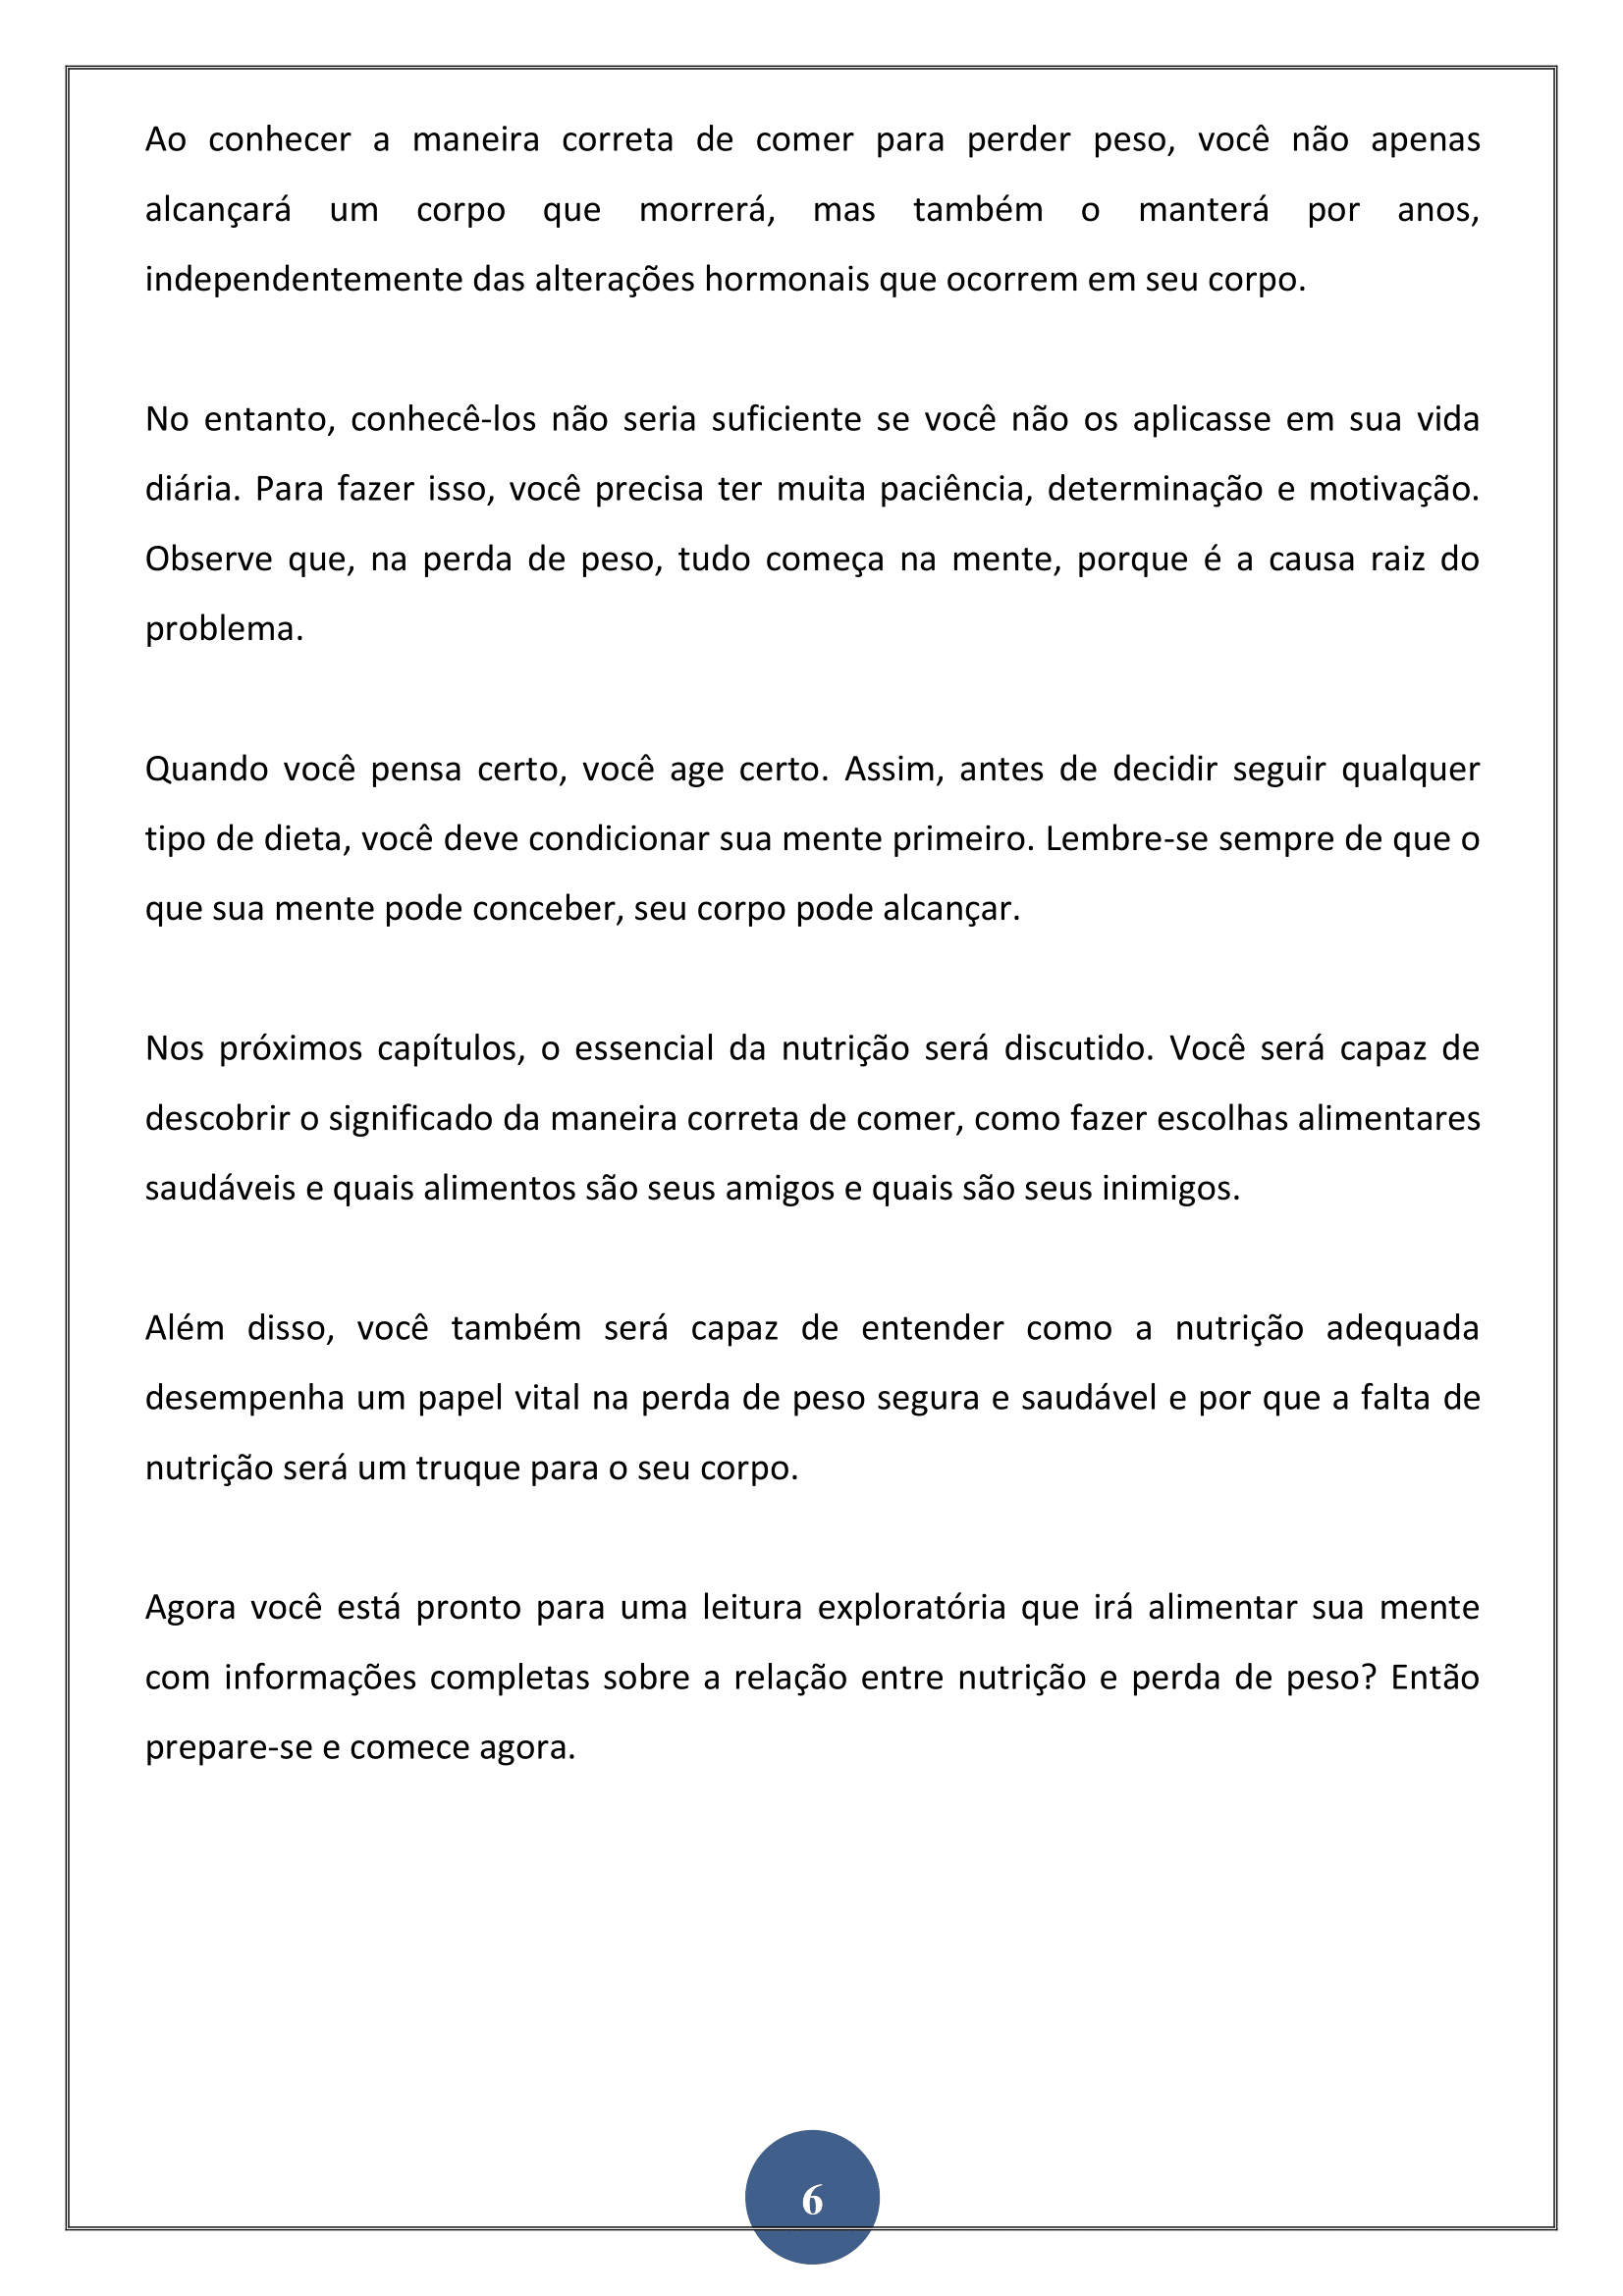 Ao conhecer a maneira correta de comer para perder peso, você não apenas
alcançará um corpo que morrerá, mas também o manterá por anos,
independentemente das alterações hormonais que ocorrem em seu corpo.
No entanto, conhecê-los não seria suficiente se você não os aplicasse em sua vida
diária. Para fazer isso, você precisa ter muita paciência, determinação e motivação.
Observe que, na perda de peso, tudo começa na mente, porque é a causa raiz do
problema.
Quando você pensa certo, você age certo. Assim, antes de decidir seguir qualquer
tipo de dieta, você deve condicionar sua mente primeiro. Lembre-se sempre de que o
que sua mente pode conceber, seu corpo pode alcançar.
Nos próximos capítulos, o essencial da nutrição será discutido. Você será capaz de
descobrir o significado da maneira correta de comer, como fazer escolhas alimentares
saudáveis e quais alimentos são seus amigos e quais são seus inimigos.
Além disso, você também será capaz de entender como a nutrição adequada
desempenha um papel vital na perda de peso segura e saudável e por que a falta de
nutrição será um truque para o seu corpo.
Agora você está pronto para uma leitura exploratória que irá alimentar sua mente
com informações completas sobre a relação entre nutrição e perda de peso? Então
prepare-se e comece agora.
6